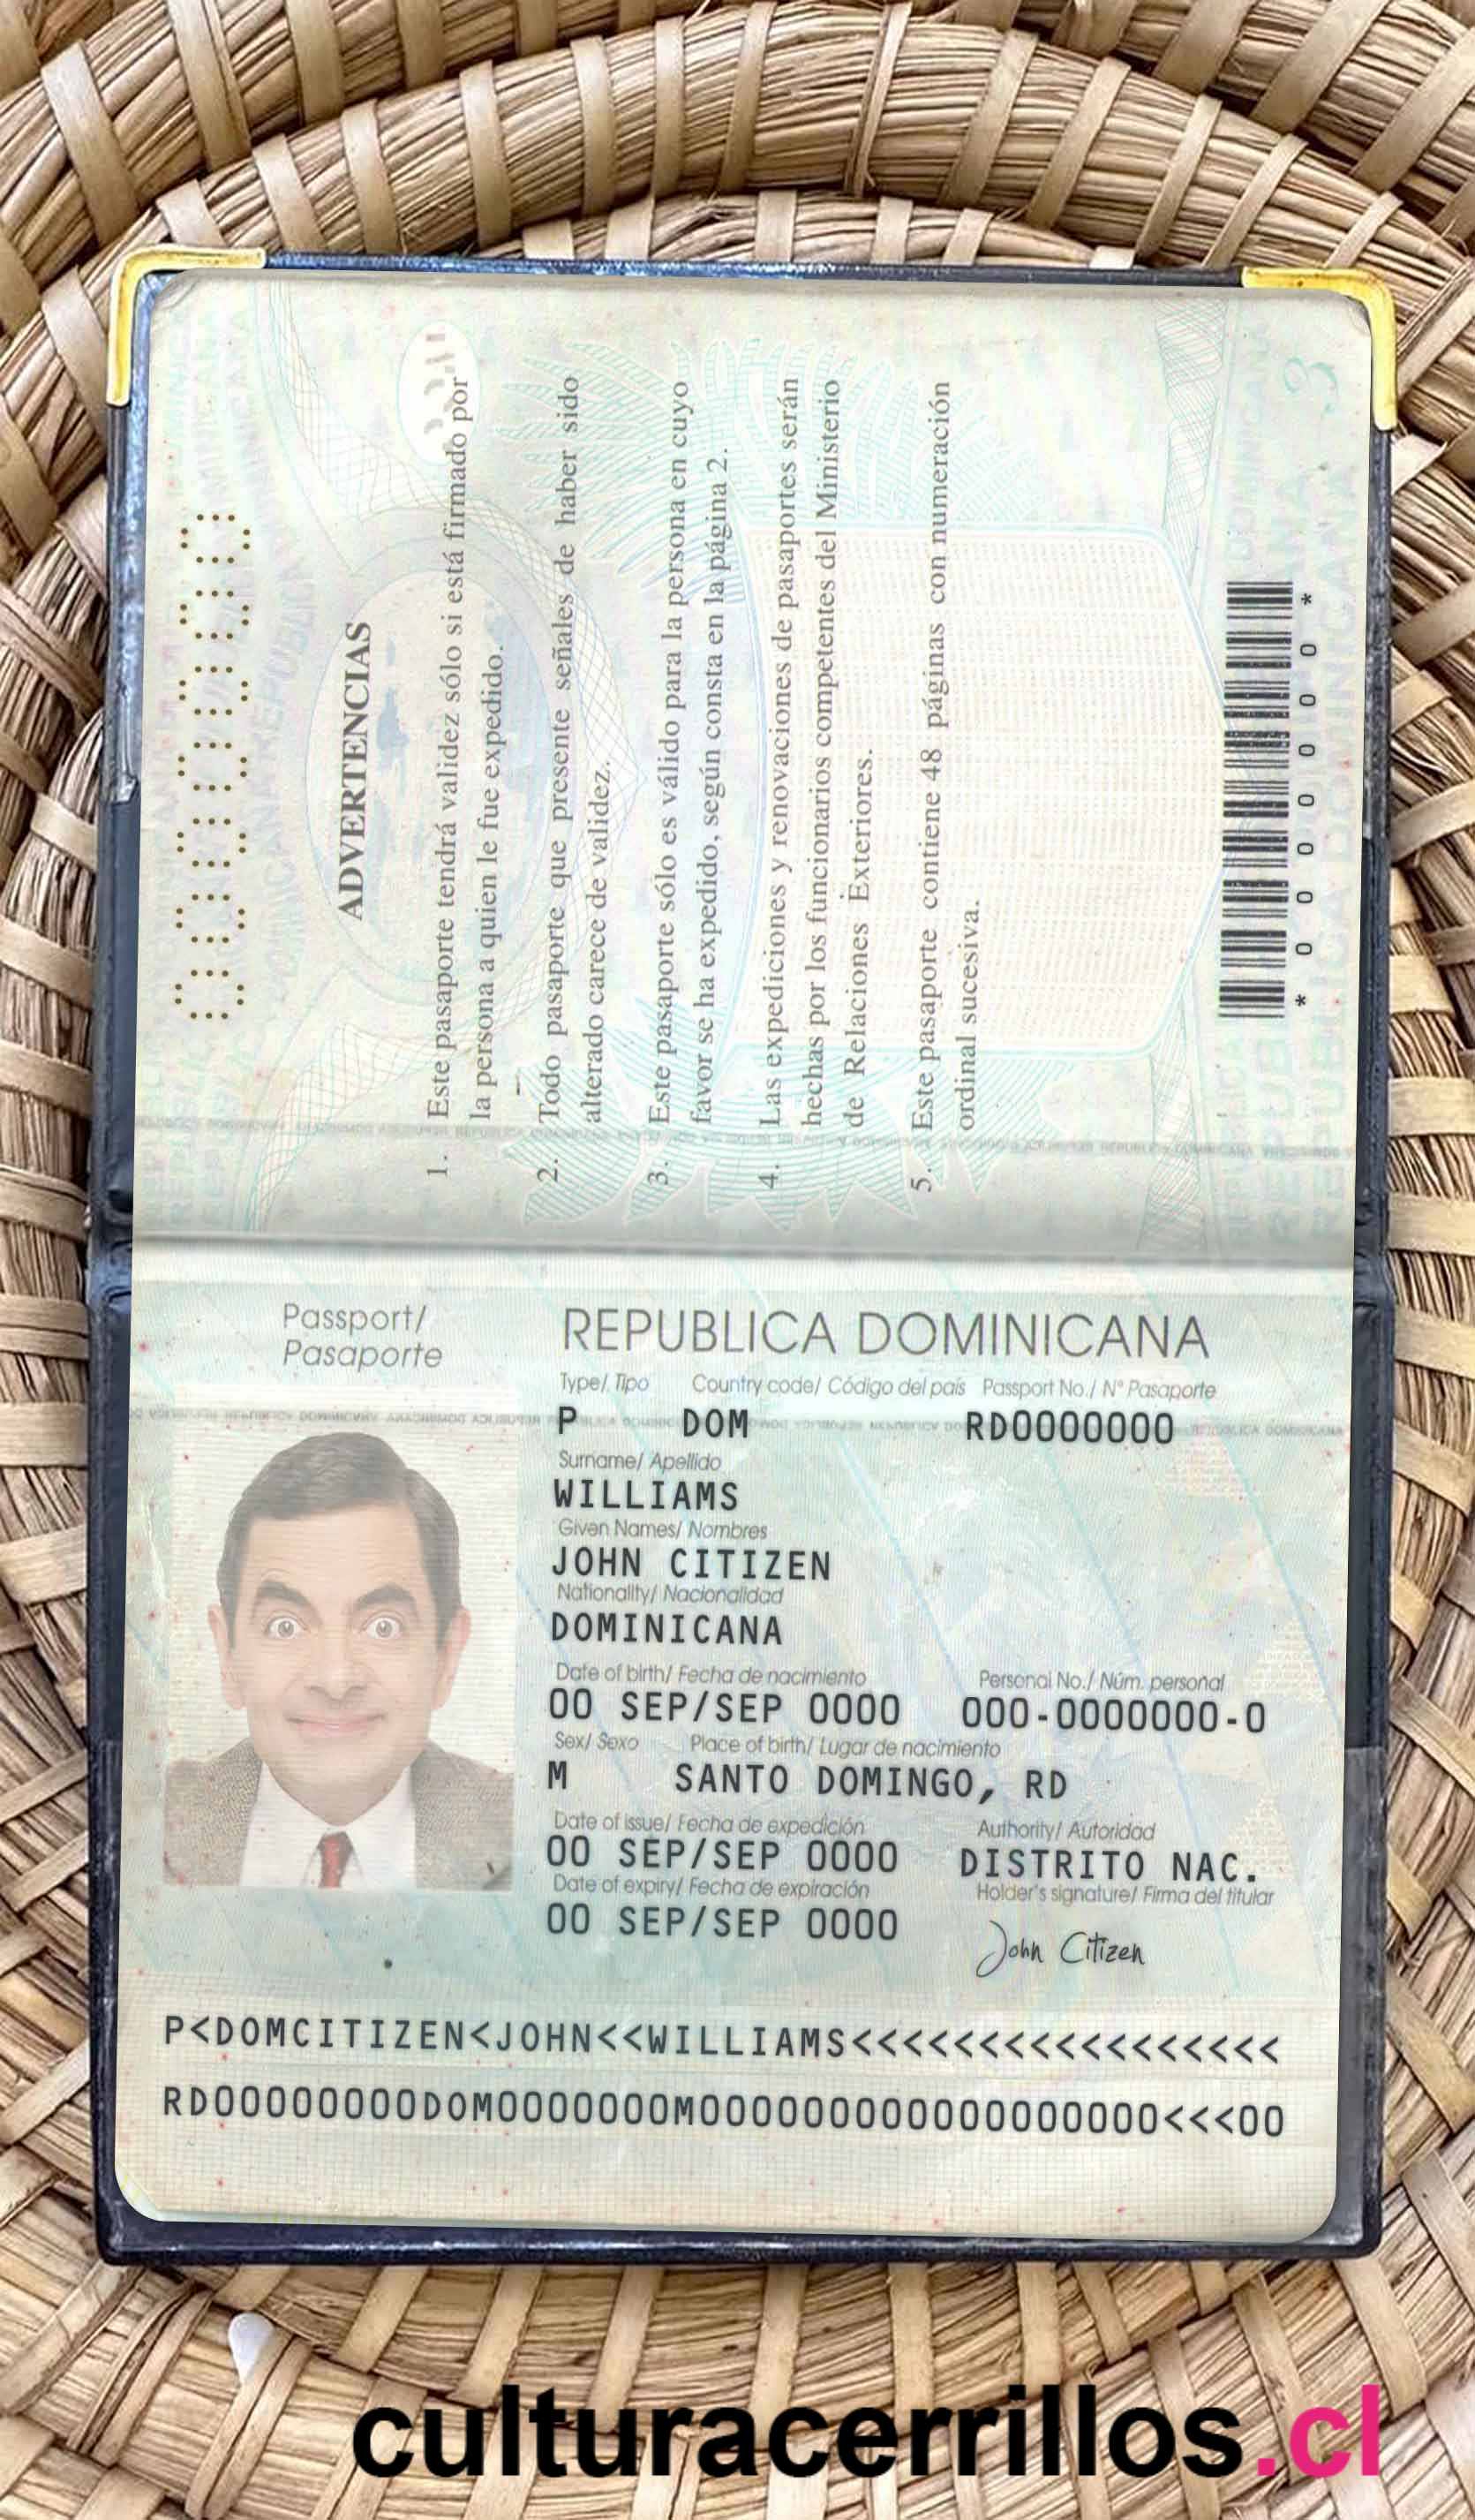 ADVERTENCIAS
1. Este pasaporte tendrá validez sólo si está firmado por
la persona a quien le fue expedido.
2. Todo pasaporte que presente señales de haber sido
alterado carece de validez.
3. Este pasaporte sólo es válido para la persona en cuyo
favor se ha expedido, según consta en la página 2.
4. Las expediciones y renovaciones de pasaportes serán
hechas por los funcionarios competentes del Ministerio
de Relaciones Exteriores.
5. Este pasaporte contiene 48 páginas con numeración
ordinal sucesiva.
Passport/
Pasaporte
REPUBLICA DOMINICANA
Type/ Tipo Country code/ Código del país Passport No./ Nº Pasaporte
P DOM RD0000000
Surname/ Apellido
WILLIAMS
Given Names/ Nombres
JOHN CITIZEN
Nationality/ Nacionalidad
DOMINICANA
Date of birth/ Fecha de nacimiento Personal No./ Núm. personal
00 SEP/SEP 0000 000-0000000-0
Sex/ Sexo Place of birth/ Lugar de nacimiento
M SANTO DOMINGO, RD
Date of issue/ Fecha de expedición Authority/ Autoridad
00 SEP/SEP 0000 DISTRITO NAC.
Date of expiry/ Fecha de expiración Holder's signature/ Firma del titular
00 SEP/SEP 0000
John Citizen
P<DOMCITIZEN<JOHN<<WILLIAMS<<<<<<<<<<<<<<<<<
RD00000000DOM0000000M000000000000000000<<<00
culturacerrillos.cl